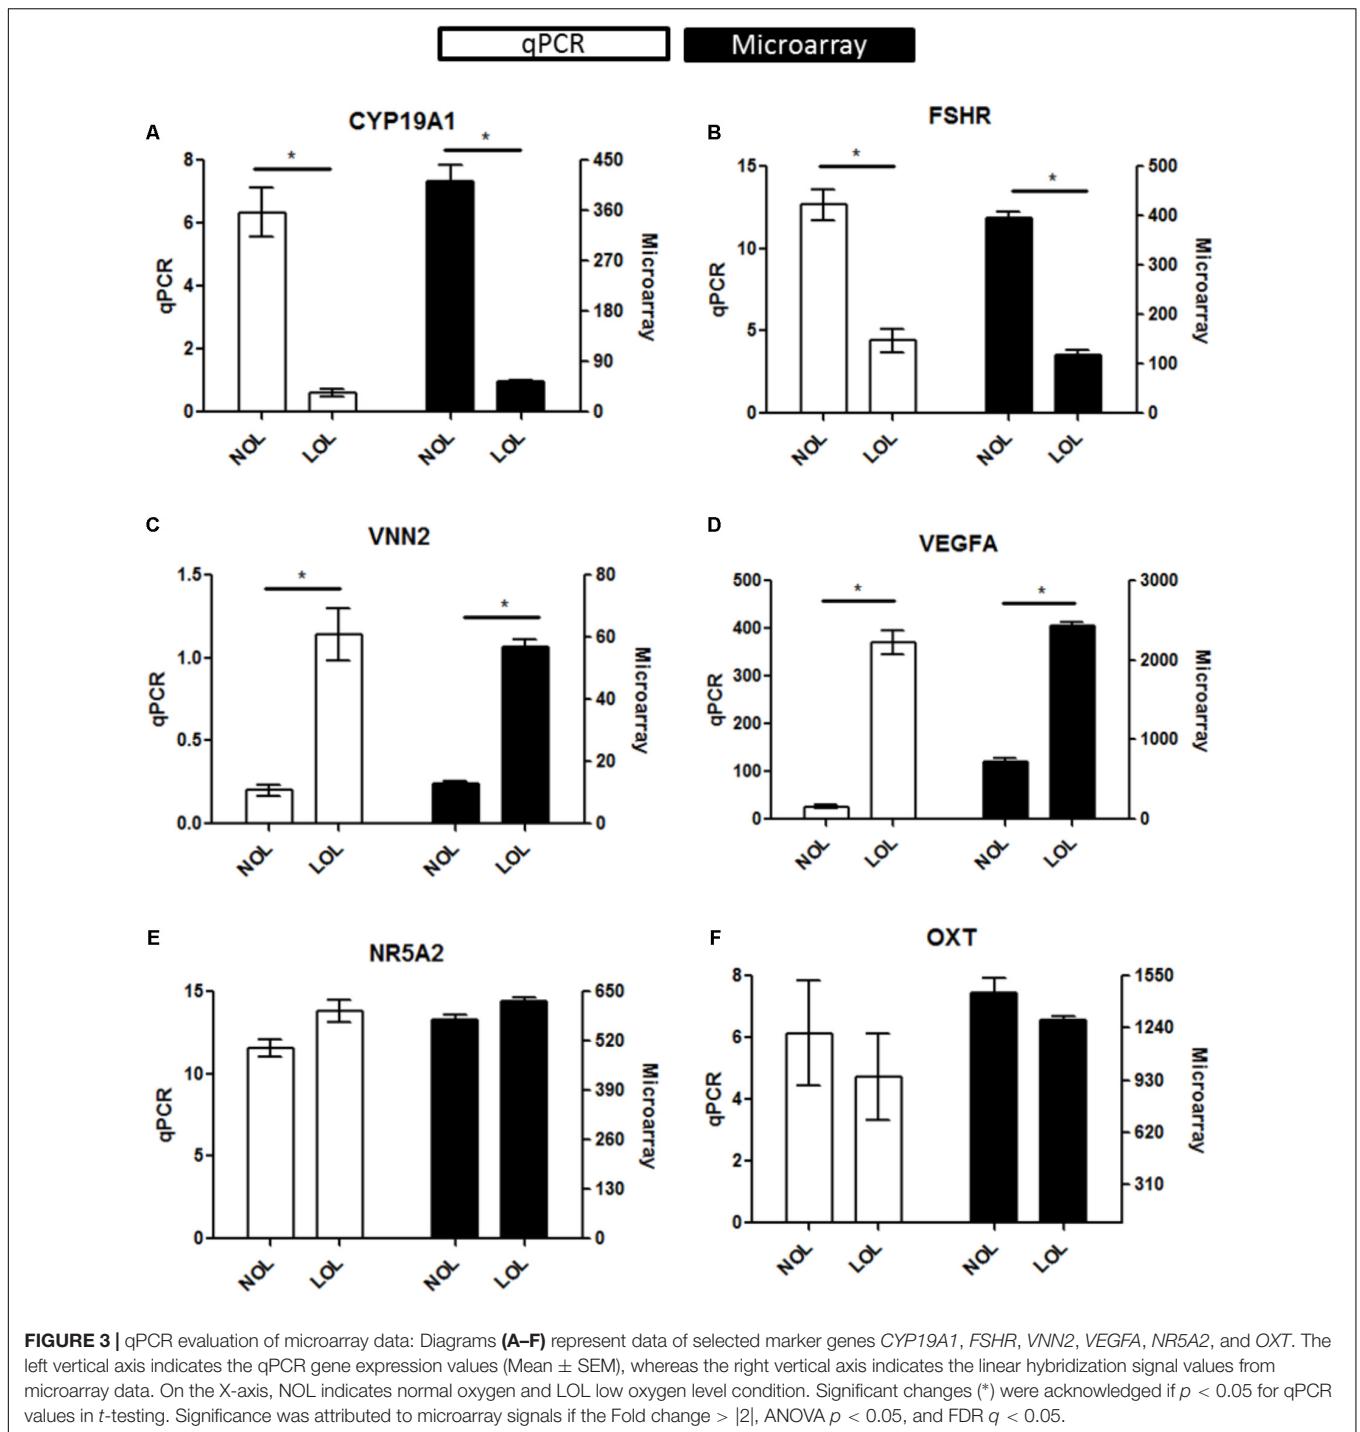 qPCR Microarray
A CYP19A1
* *
8 6 4 2 0
qPCR
450 360 270 180 90 0
Microarray
NOL LOL NOL LOL
B FSHR
* *
15 10 5 0
qPCR
500 400 300 200 100 0
Microarray
NOL LOL NOL LOL
C VNN2
* *
1.5 1.0 0.5 0.0
qPCR
80 60 40 20 0
Microarray
NOL LOL NOL LOL
D VEGFA
* *
500 400 300 200 100 0
qPCR
3000 2000 1000 0
Microarray
NOL LOL NOL LOL
E NR5A2
15 10 5 0
qPCR
650 520 390 260 130 0
Microarray
NOL LOL NOL LOL
F OXT
8 6 4 2 0
qPCR
1550 1240 930 620 310
Microarray
NOL LOL NOL LOL
FIGURE 3 | qPCR evaluation of microarray data: Diagrams (A–F) represent data of selected marker genes CYP19A1, FSHR, VNN2, VEGFA, NR5A2, and OXT. The
left vertical axis indicates the qPCR gene expression values (Mean ± SEM), whereas the right vertical axis indicates the linear hybridization signal values from
microarray data. On the X-axis, NOL indicates normal oxygen and LOL low oxygen level condition. Significant changes (*) were acknowledged if p < 0.05 for qPCR
values in t-testing. Significance was attributed to microarray signals if the Fold change > |2|, ANOVA p < 0.05, and FDR q < 0.05.